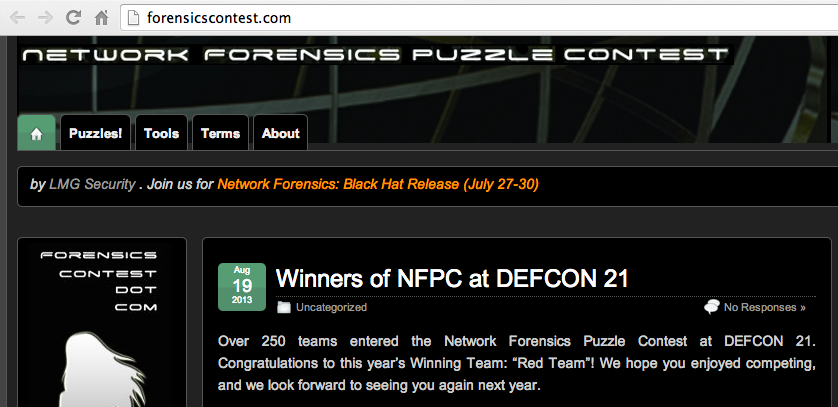 forensicscontest.com
NETWORK FORENSICS PUZZLE CONTEST
Puzzles! Tools Terms About
by LMG Security . Join us for Network Forensics: Black Hat Release (July 27-30)
FORENSICS
CONTEST
DOT
COM
Aug
19
2013
Winners of NFPC at DEFCON 21
Uncategorized
No Responses »
Over 250 teams entered the Network Forensics Puzzle Contest at DEFCON 21.
Congratulations to this year's Winning Team: “Red Team”! We hope you enjoyed competing,
and we look forward to seeing you again next year.